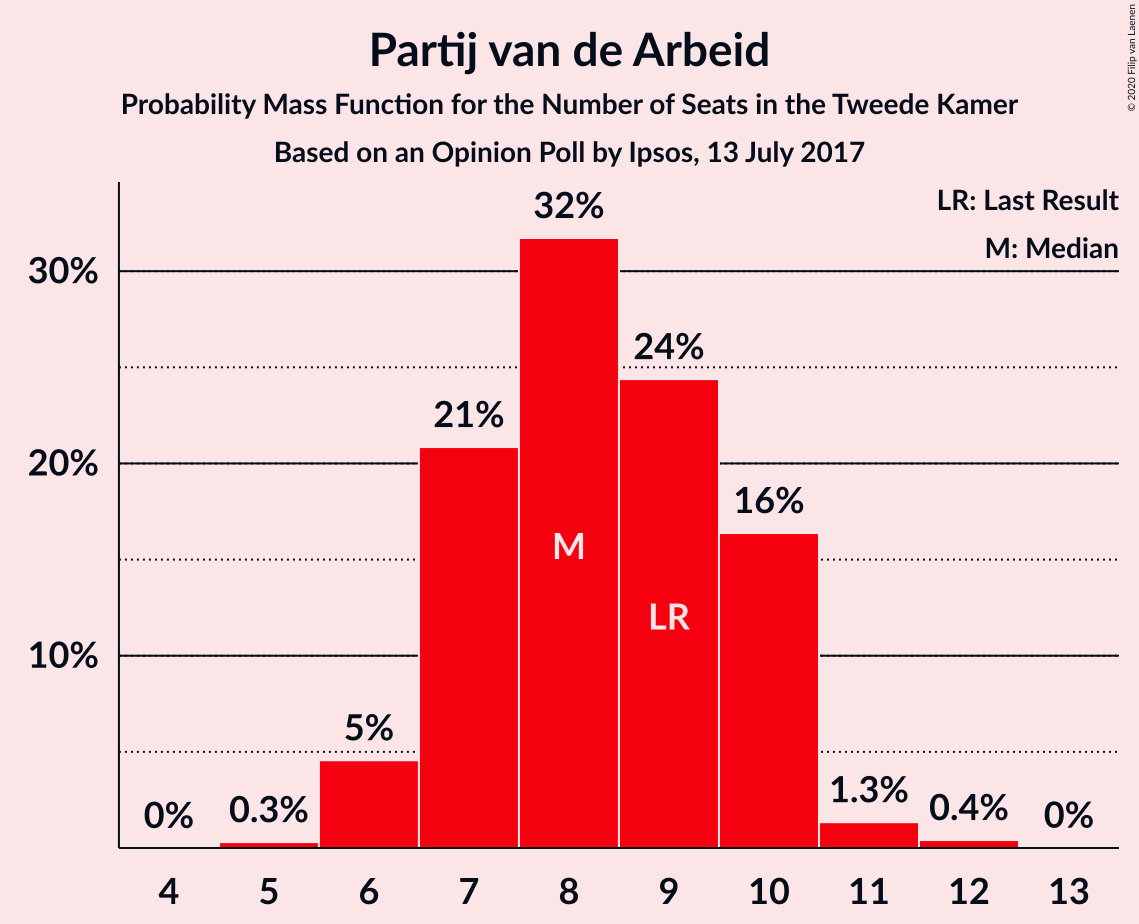 Partij van de Arbeid
Probability Mass Function for the Number of Seats in the Tweede Kamer
Based on an Opinion Poll by Ipsos, 13 July 2017
© 2020 Filip van Laenen
LR: Last Result
M: Median
30%
20%
10%
0%
0.3%
5%
21%
32%
24%
16%
1.3%
0.4%
0%
M
LR
4 5 6 7 8 9 10 11 12 13